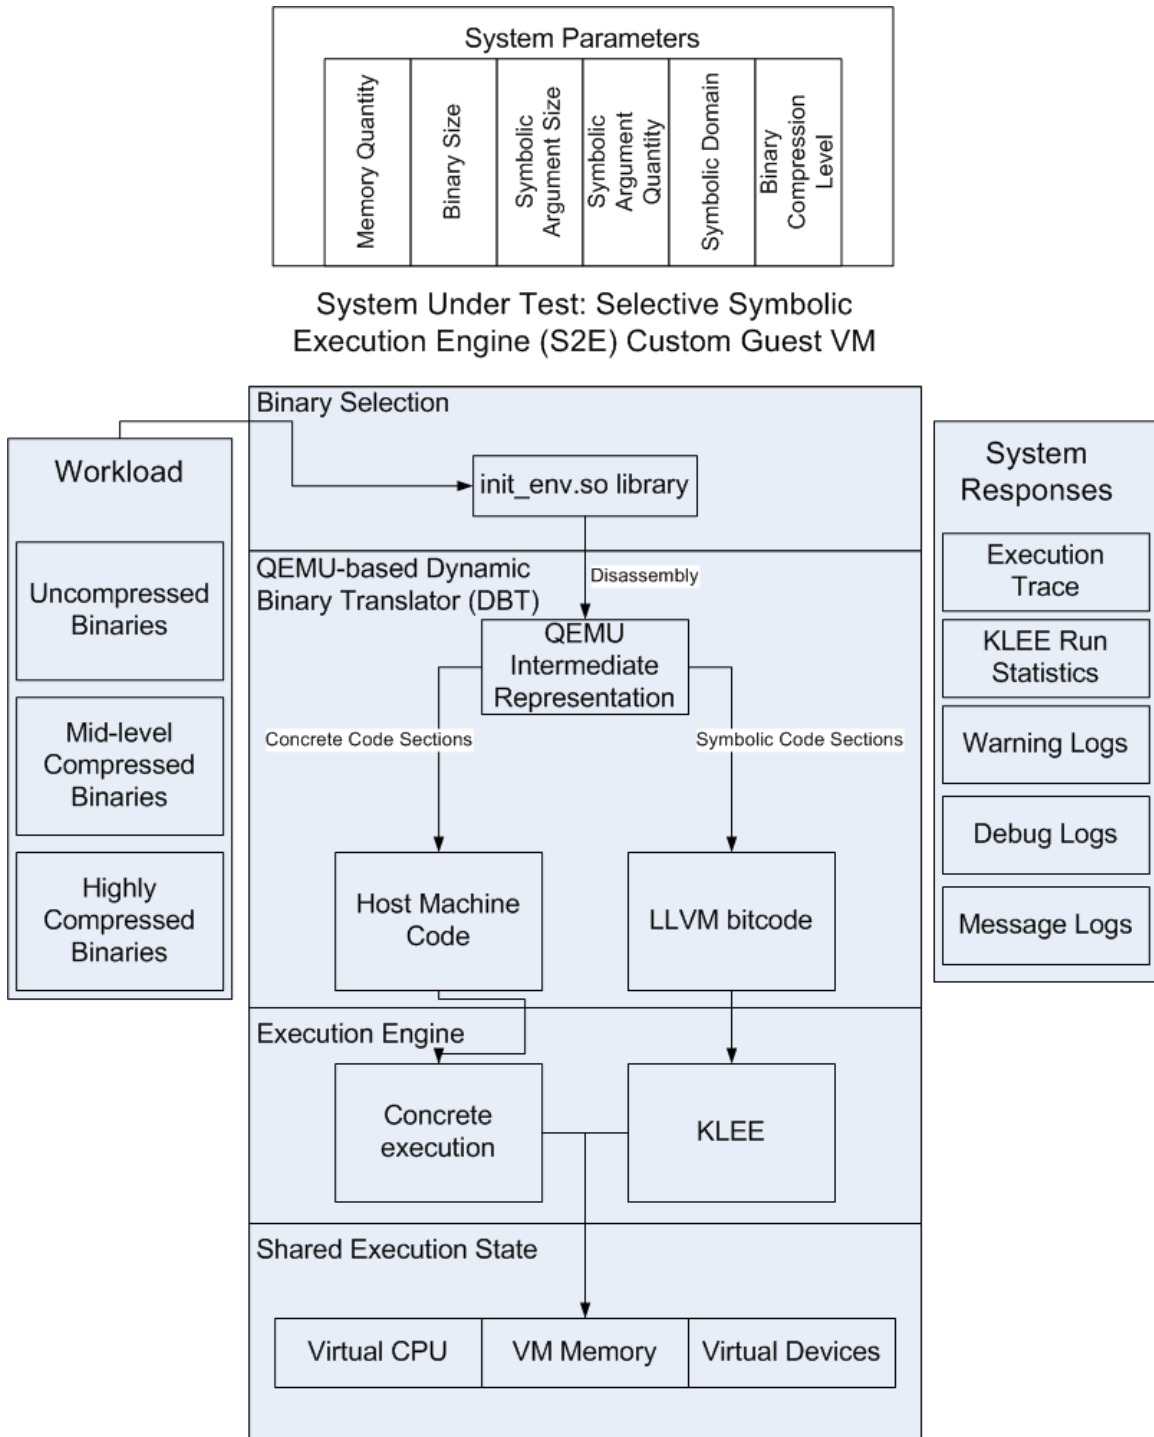 System Parameters
Memory Quantity
Binary Size
Symbolic
Argument Size
Symbolic
Argument
Quantity
Symbolic Domain
Binary
Compression
Level
System Under Test: Selective Symbolic
Execution Engine (S2E) Custom Guest VM
Workload
Uncompressed
Binaries
Mid-level
Compressed
Binaries
Highly
Compressed
Binaries
Binary Selection
init_env.so library
QEMU-based Dynamic
Binary Translator (DBT)
Disassembly
QEMU
Intermediate
Representation
Concrete Code Sections
Symbolic Code Sections
Host Machine
Code
LLVM bitcode
Execution Engine
Concrete
execution
KLEE
Shared Execution State
Virtual CPU
VM Memory
Virtual Devices
System
Responses
Execution
Trace
KLEE Run
Statistics
Warning Logs
Debug Logs
Message Logs